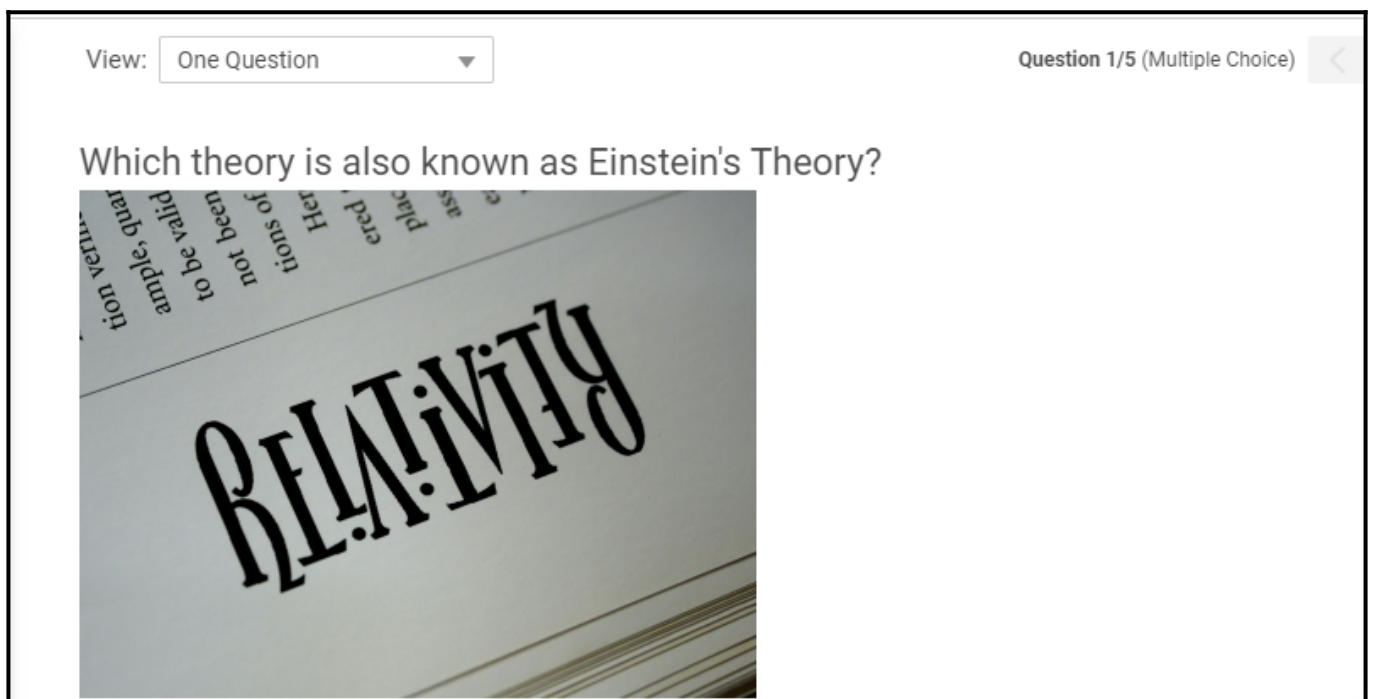 View: One Question
Question 1/5 (Multiple Choice)
Which theory is also known as Einstein's Theory?
tion
ample, quan
to be valid
not been
tions of
Her
ered
plac
ass
RELATiViTY